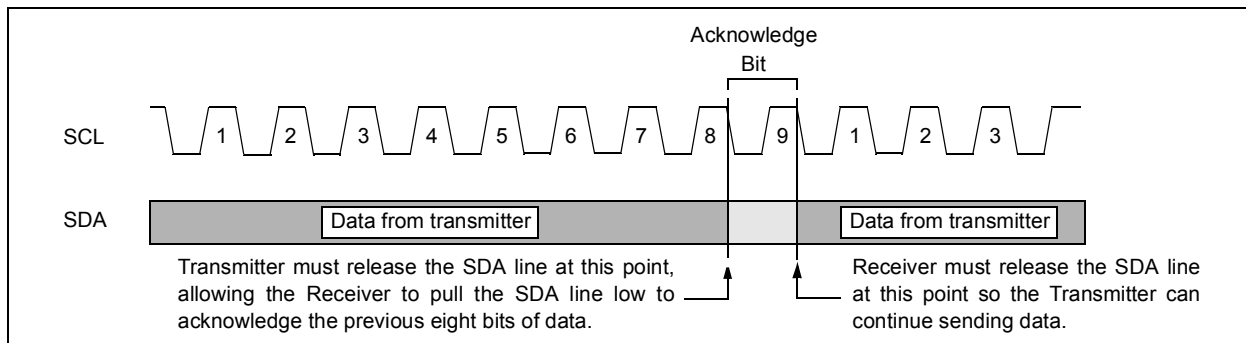 Acknowledge
Bit
SCL
1 2 3 4 5 6 7 8 9 1 2 3
SDA
Data from transmitter
Data from transmitter
Transmitter must release the SDA line at this point,
allowing the Receiver to pull the SDA line low to
acknowledge the previous eight bits of data.
Receiver must release the SDA line
at this point so the Transmitter can
continue sending data.